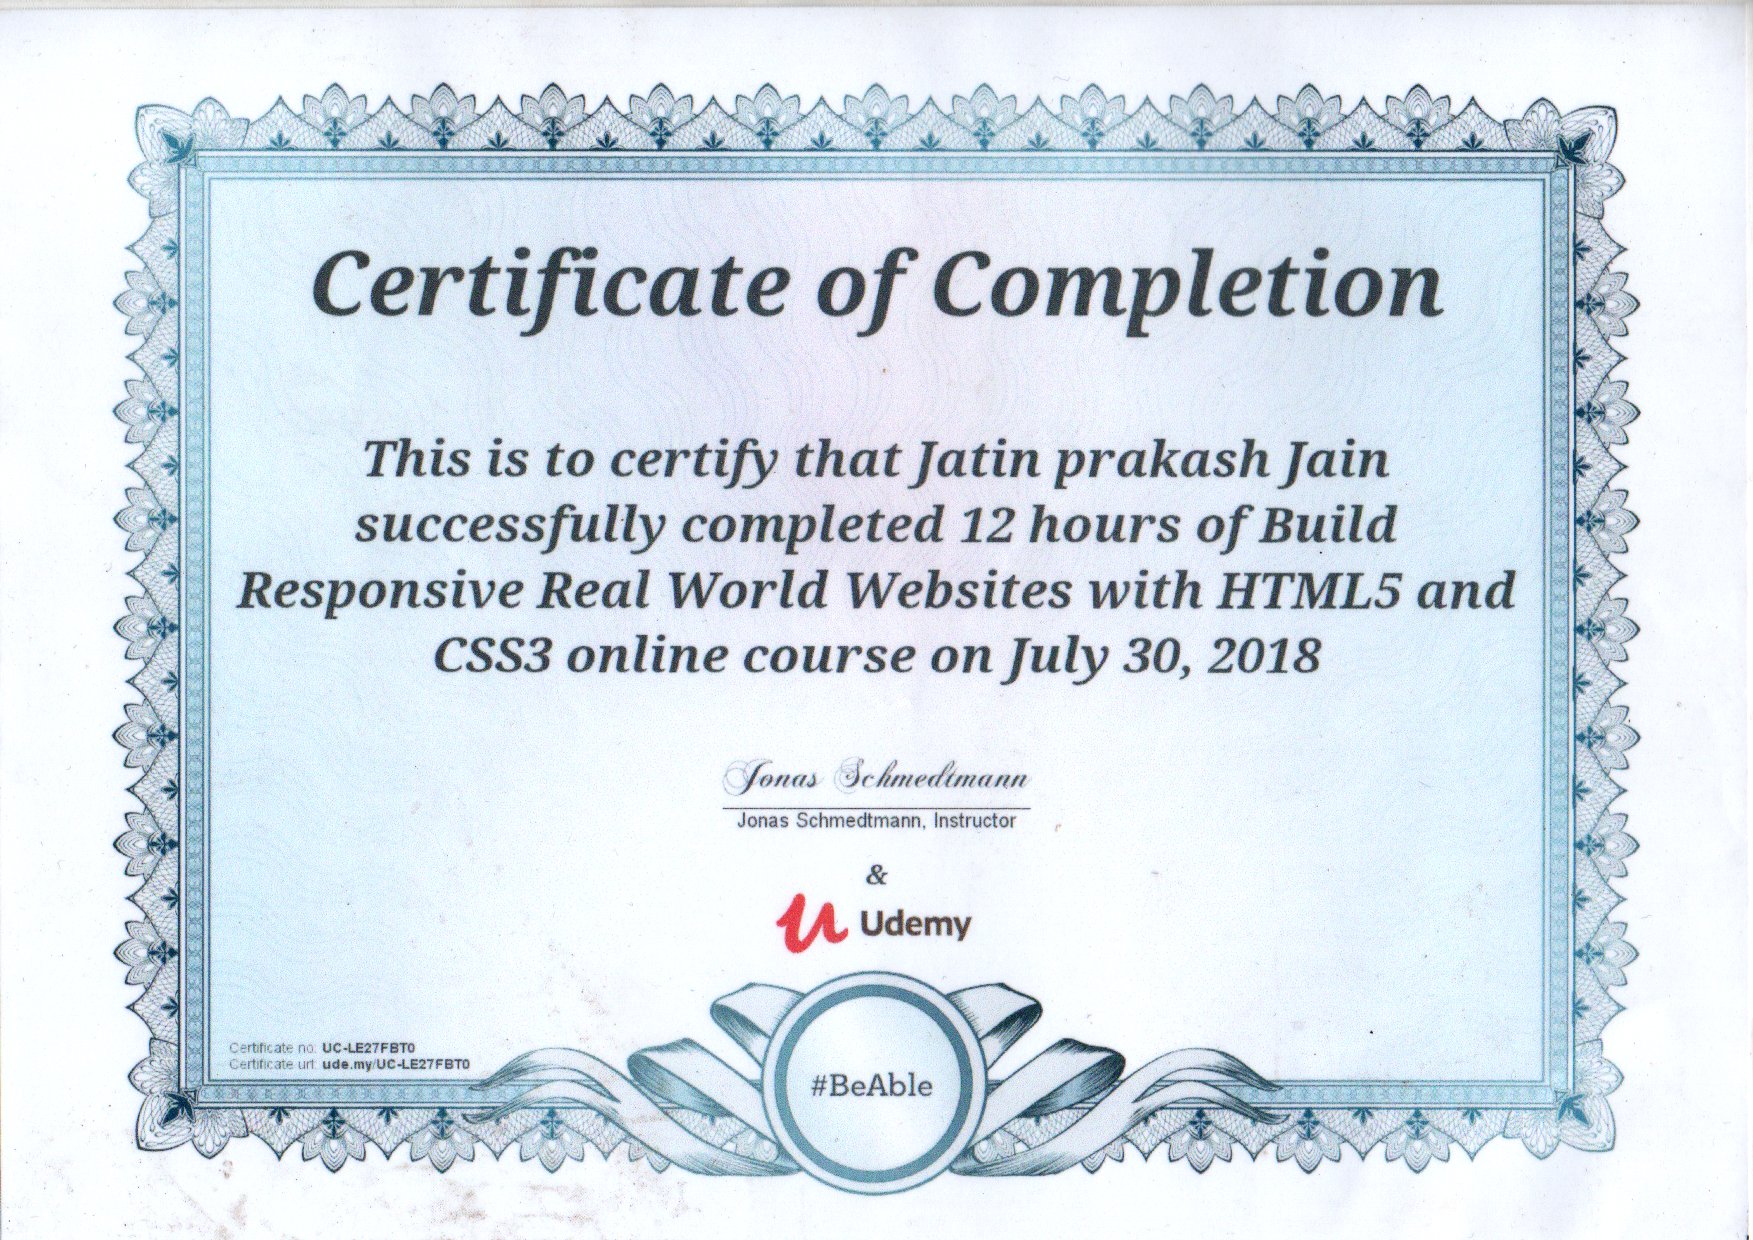 Certificate of Completion
This is to certify that Jatin prakash Jain
successfully completed 12 hours of Build
Responsive Real World Websites with HTML5 and
CSS3 online course on July 30, 2018
Jonas Schmedtmann
Jonas Schmedtmann, Instructor
&
Udemy
Certificate no: UC-LE27FBT0
Certificate url: ude.my/UC-LE27FBT0
#BeAble